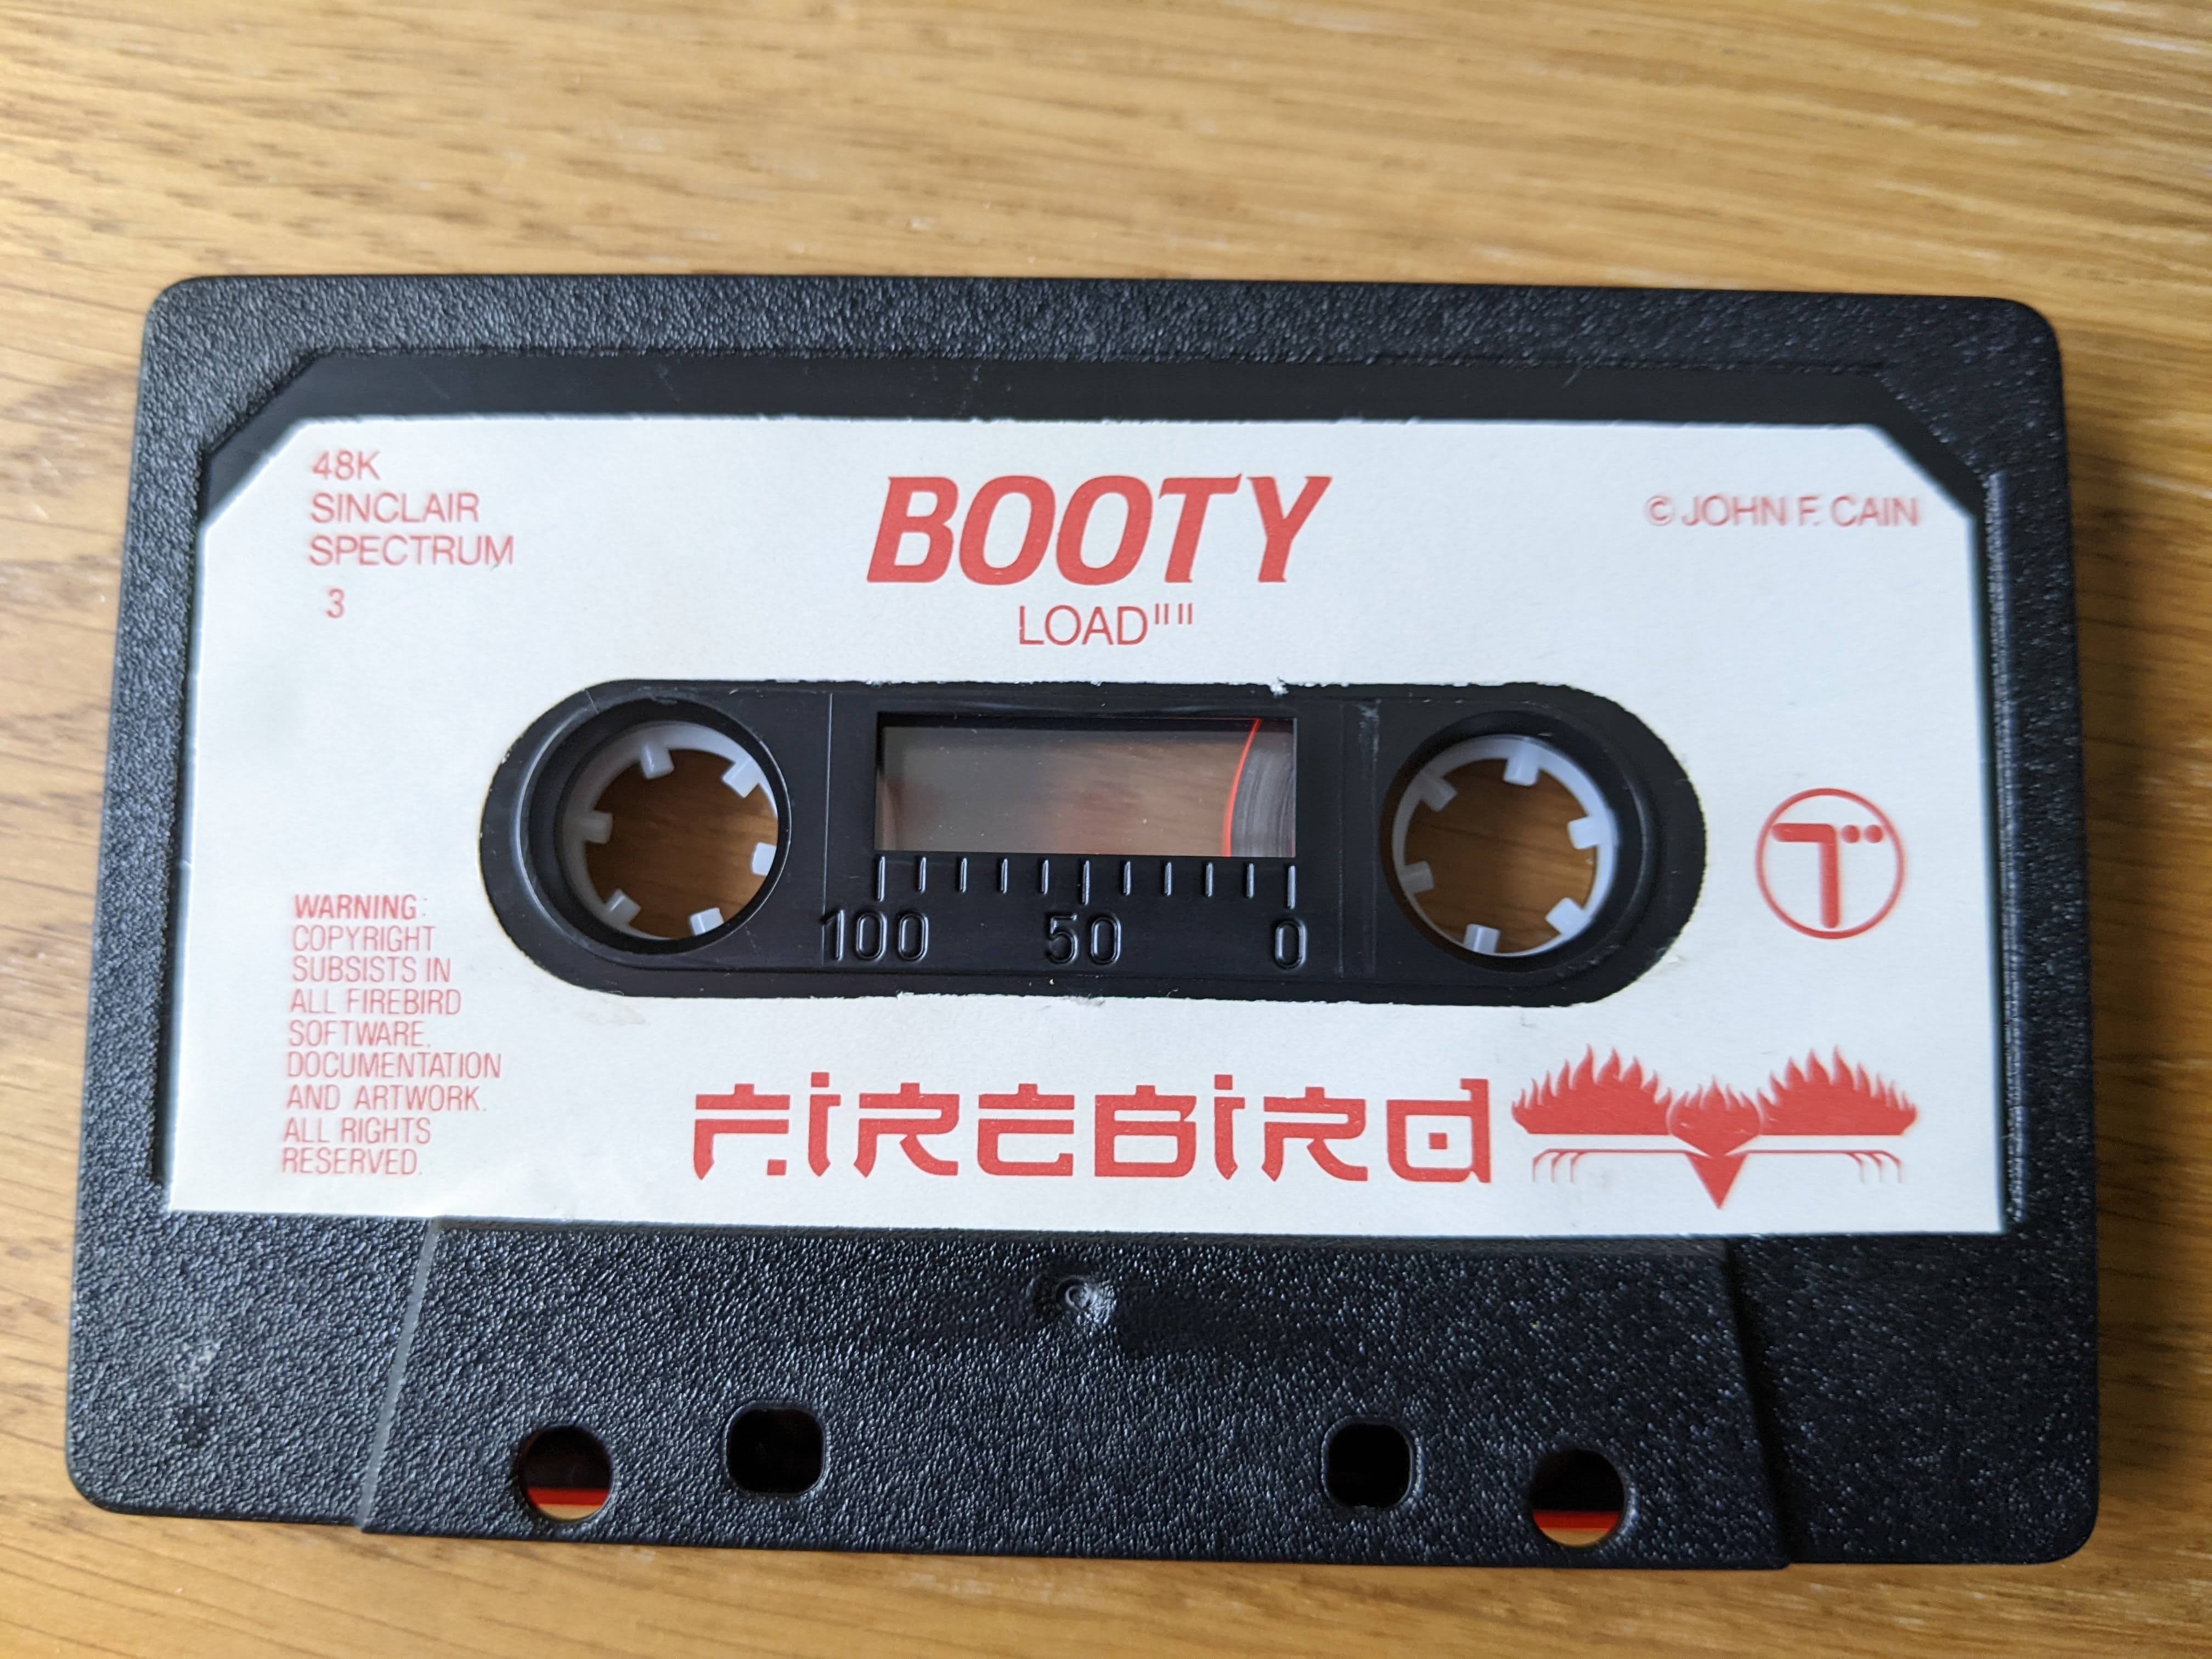 48K
SINCLAIR
SPECTRUM
3
BOOTY
LOAD""
© JOHN F. CAIN
100 50 0
T
WARNING:
COPYRIGHT
SUBSISTS IN
ALL FIREBIRD
SOFTWARE,
DOCUMENTATION
AND ARTWORK.
ALL RIGHTS
RESERVED.
FIREBIRD